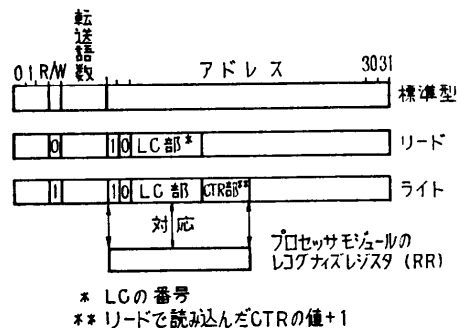 転送語数
0 1 R/W アドレス 30 31
標準型
0 1 0 LC部* リード
1 1 0 LC部 CTR部** ライト
対応
プロセッサモジュールの
レコグナイズレジスタ (RR)
* LCの番号
** リードで読み込んだCTRの値+1